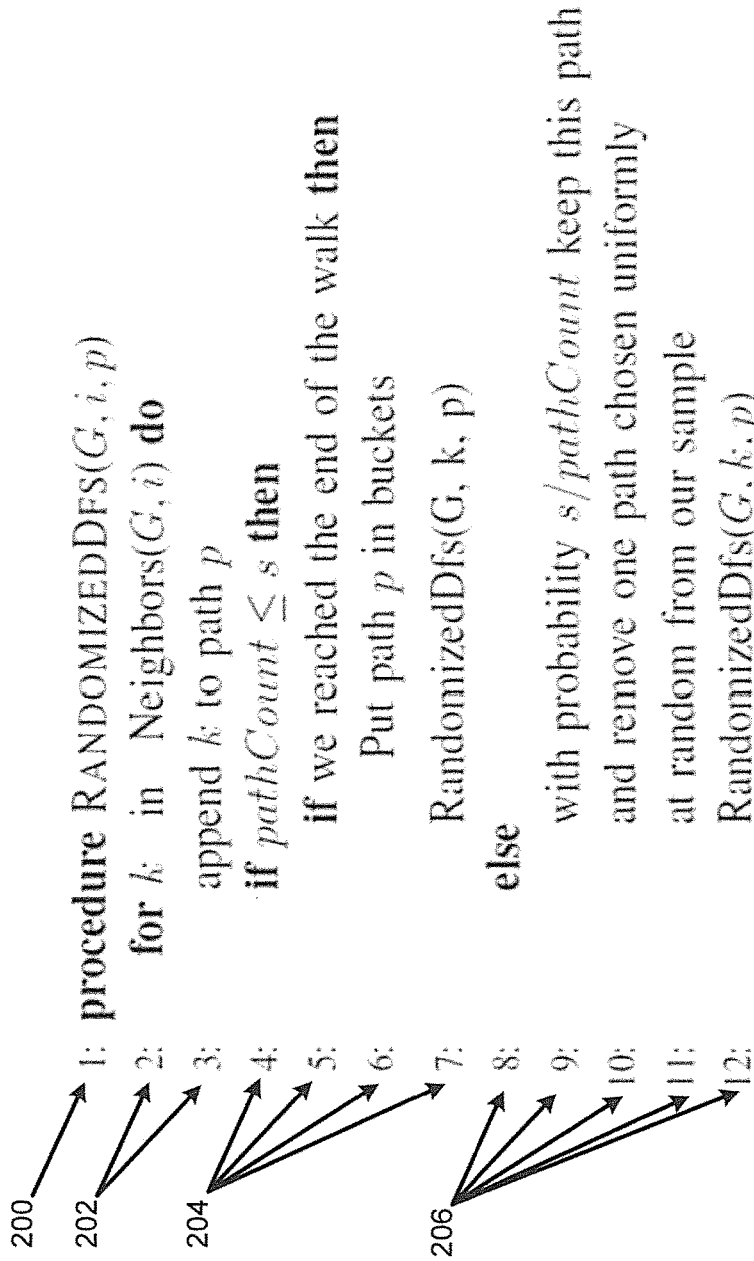 200
202
204
206
1: procedure RANDOMIZEDDFS(G, i, p)
2: for k in Neighbors(G, i) do
3: append k to path p
4: if pathCount ≤ s then
5: if we reached the end of the walk then
6: Put path p in buckets
7: RandomizedDfs(G, k, p)
8: else
9: with probability s/pathCount keep this path
10: and remove one path chosen uniformly
11: at random from our sample
12: RandomizedDfs(G, k, p)